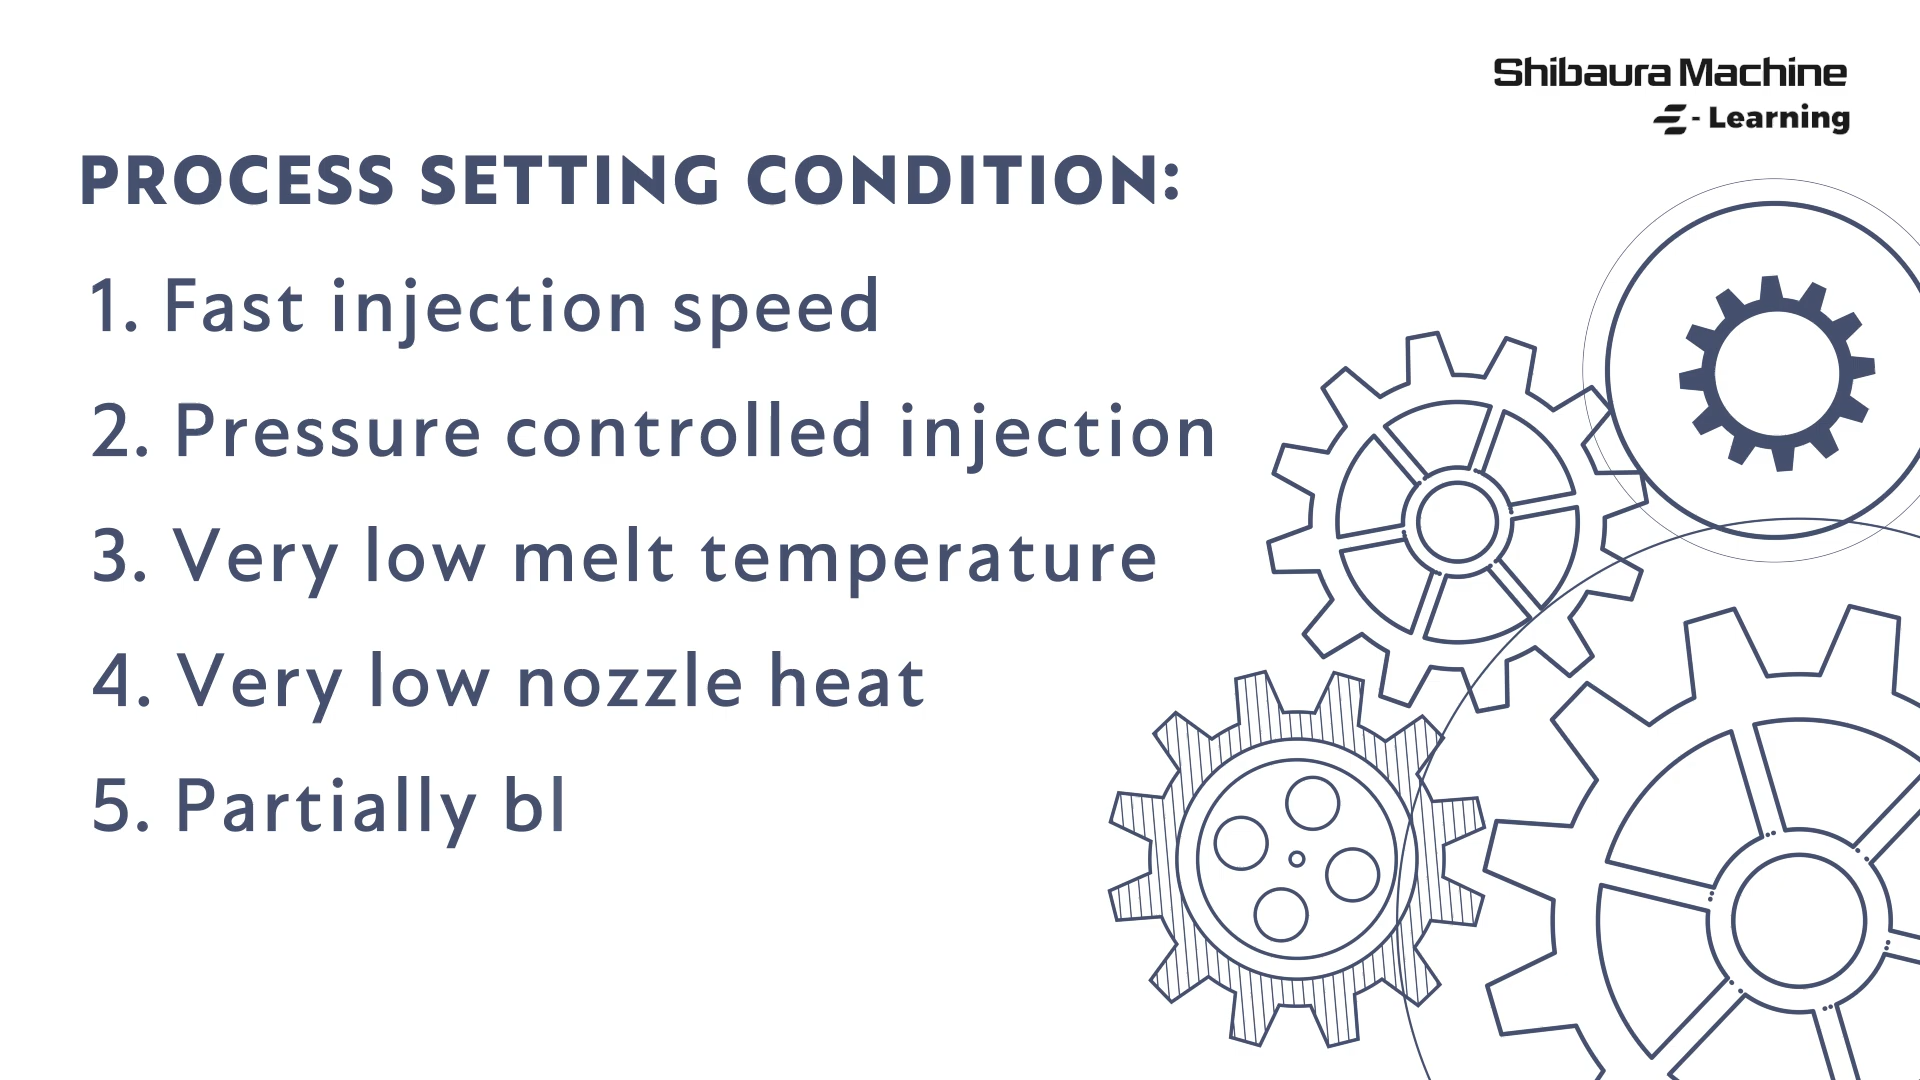 Shibaura Machine
E - Learning
PROCESS SETTING CONDITION:
1. Fast injection speed
2. Pressure controlled injection
3. Very low melt temperature
4. Very low nozzle heat
5. Partially bl